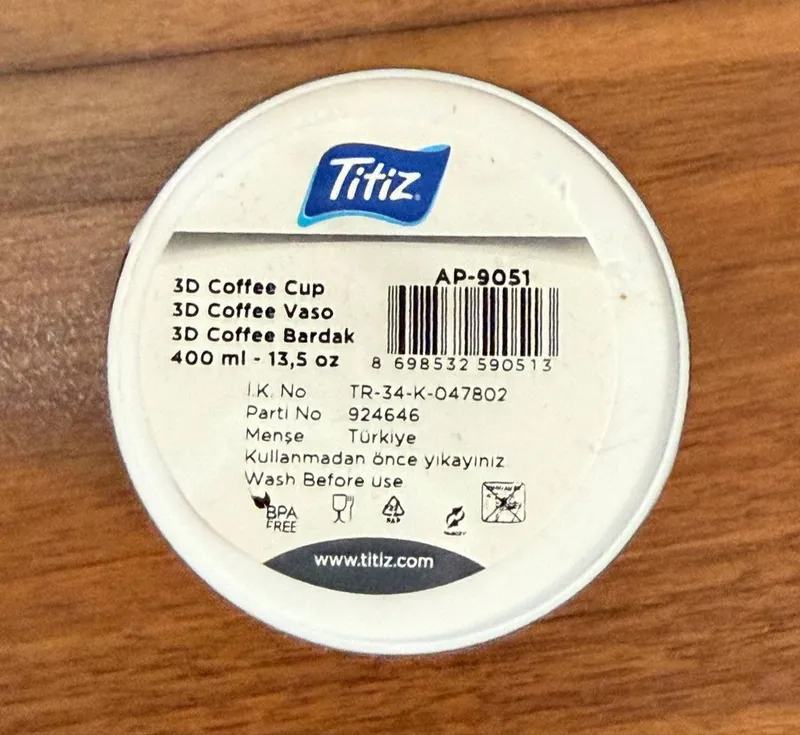 Titiz
AP-9051
3D Coffee Cup
3D Coffee Vaso
3D Coffee Bardak
400 ml - 13,5 oz
8 698532 590513
İ.K. No TR-34-K-047802
Parti No 924646
Menşe Türkiye
Kullanmadan önce yıkayınız
Wash Before use
BPA
FREE
www.titiz.com